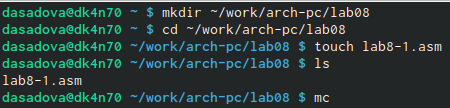 dasadova@dk4n70 ~ $ mkdir ~/work/arch-pc/lab08
dasadova@dk4n70 ~ $ cd ~/work/arch-pc/lab08
dasadova@dk4n70 ~/work/arch-pc/lab08 $ touch lab8-1.asm
dasadova@dk4n70 ~/work/arch-pc/lab08 $ ls
lab8-1.asm
dasadova@dk4n70 ~/work/arch-pc/lab08 $ mc